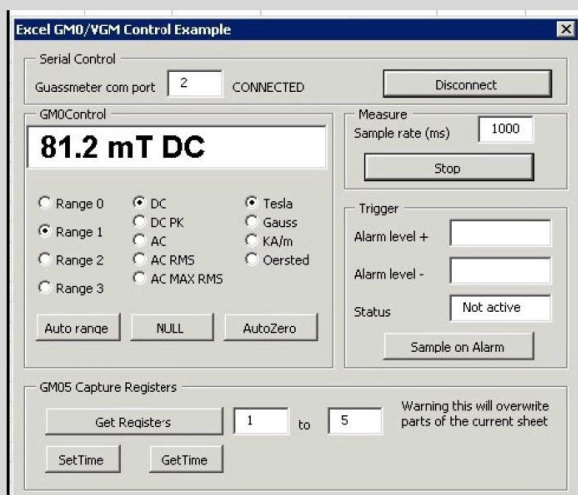 Excel GM0/VGM Control Example
Serial Control
Guassmeter com port 2 CONNECTED Disconnect
GM0Control
81.2 mT DC
Range 0
Range 1
Range 2
Range 3
DC
DC PK
AC
AC RMS
AC MAX RMS
Tesla
Gauss
KA/m
Oersted
Auto range NULL AutoZero
Measure
Sample rate (ms) 1000
Stop
Trigger
Alarm level +
Alarm level -
Status Not active
Sample on Alarm
GM05 Capture Registers
Get Registers 1 to 5
Warning this will overwrite
parts of the current sheet
SetTime GetTime